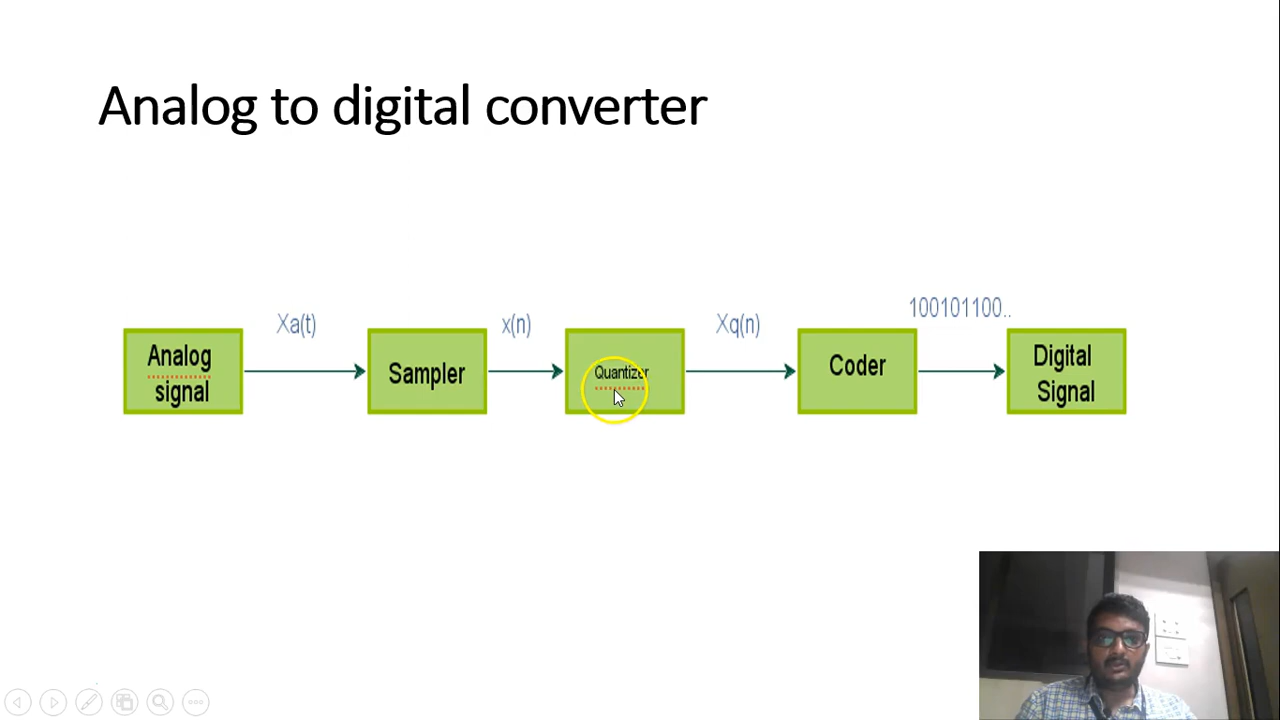 Analog to digital converter
Xa(t)
x(n)
Xq(n)
100101100..
Analog
signal
Sampler
Quantizer
Coder
Digital
Signal